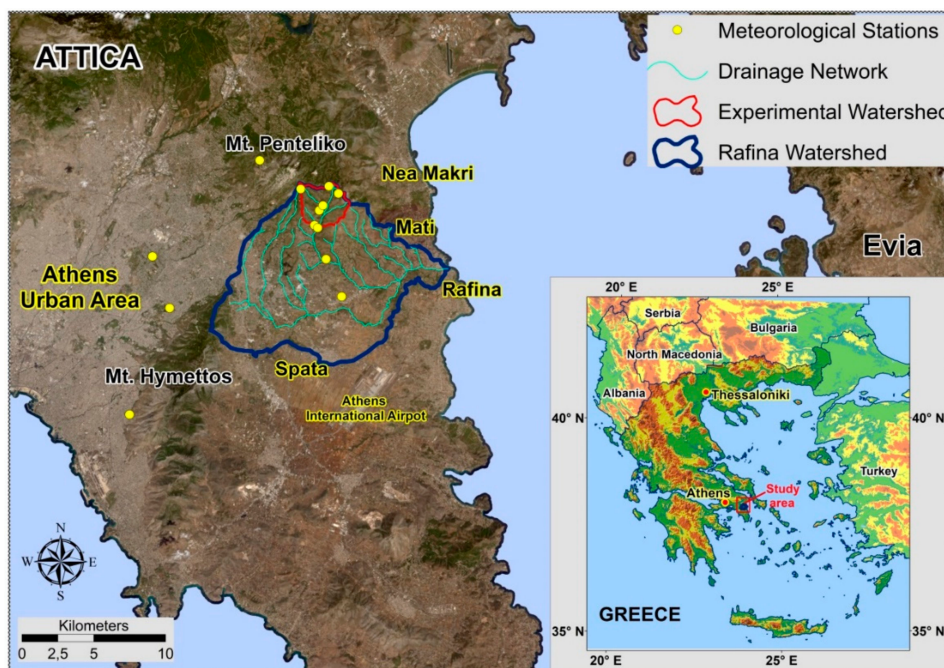 ATTICA
Meteorological Stations
Drainage Network
Experimental Watershed
Rafina Watershed
Mt. Penteliko
Nea Makri
Mati
Evia
Athens
Urban Area
Rafina
Spata
Mt. Hymettos
Athens
International Airpot
N
W
E
S
Kilometers
0
2,5
5
10
20° E
25° E
Serbia
Bulgaria
North Macedonia
Albania
Thessaloniki
40° N
40° N
Turkey
Athens
Study
area
GREECE
35° N
35° N
20° E
25° E